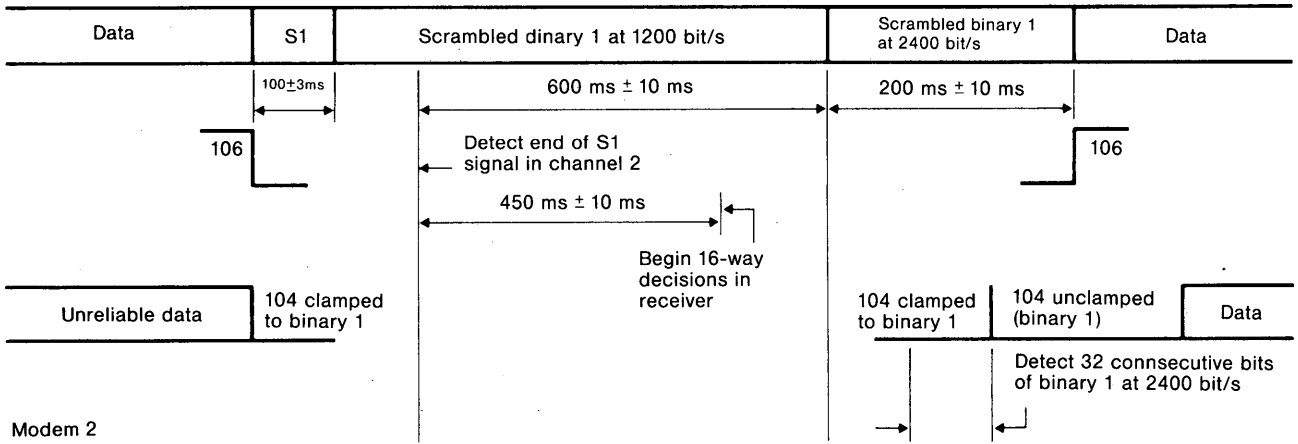 Data
S1
Scrambled dinary 1 at 1200 bit/s
Scrambled binary 1
at 2400 bit/s
Data
100±3ms
600 ms ± 10 ms
200 ms ± 10 ms
106
Detect end of S1
signal in channel 2
106
450 ms ± 10 ms
Begin 16-way
decisions in
receiver
Unreliable data
104 clamped
to binary 1
104 clamped
to binary 1
104 unclamped
(binary 1)
Data
Detect 32 connsecutive bits
of binary 1 at 2400 bit/s
Modem 2